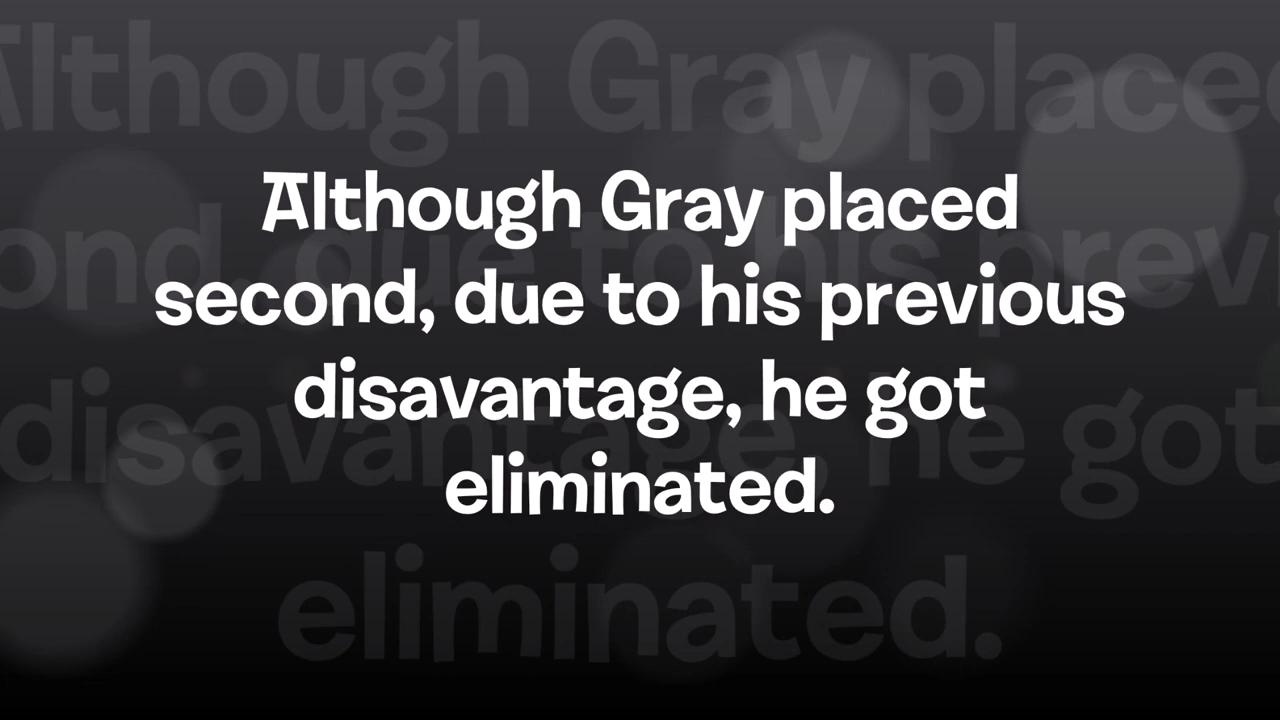 Although Gray placed
second, due to his previous
disavantage, he got
eliminated.